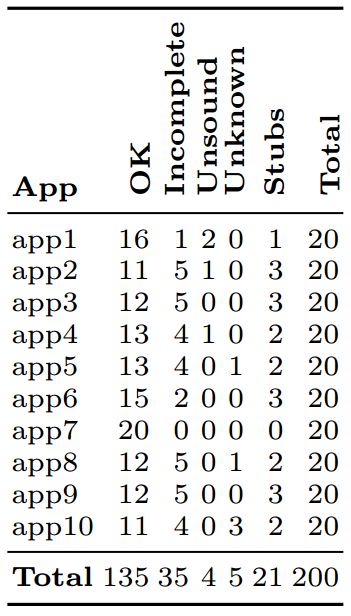 App OK Incomplete Unsound Unknown Stubs Total
app1 16 1 2 0 1 20
app2 11 5 1 0 3 20
app3 12 5 0 0 3 20
app4 13 4 1 0 2 20
app5 13 4 0 1 2 20
app6 15 2 0 0 3 20
app7 20 0 0 0 0 20
app8 12 5 0 1 2 20
app9 12 5 0 0 3 20
app10 11 4 0 3 2 20
Total 135 35 4 5 21 200